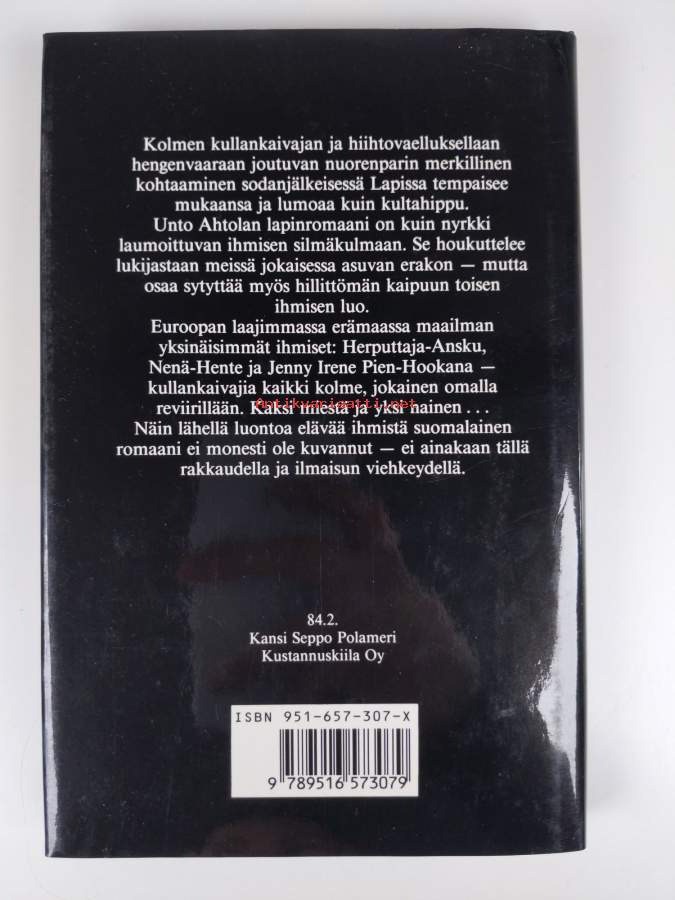 Kolmen kullankaivajan ja hiihtovaelluksellaan
hengenvaaraan joutuvan nuorenparin merkillinen
kohtaaminen sodanjälkeisessä Lapissa tempaisee
mukaansa ja lumoaa kuin kultahippu.
Unto Ahtolan lapinromaani on kuin nyrkki
laumoittuvan ihmisen silmäkulmaan. Se houkuttelee
lukijastaan meissä jokaisessa asuvan erakon — mutta
osaa sytyttää myös hillittömän kaipuun toisen
ihmisen luo.
Euroopan laajimmassa erämaassa maailman
yksinäisimmät ihmiset: Herputtaja-Ansku,
Nenä-Hente ja Jenny Irene Pien-Hookana —
kullankaivajia kaikki kolme, jokainen omalla
reviirillään. Kaksi miestä ja yksi nainen . . .
Antikvariaatti.net
Näin lähellä luontoa elävää ihmistä suomalainen
romaani ei monesti ole kuvannut — ei ainakaan tällä
rakkaudella ja ilmaisun viehkeydellä.
84.2.
Kansi Seppo Polameri
Kustannuskiila Oy
ISBN 951-657-307-X
9 789516 573079